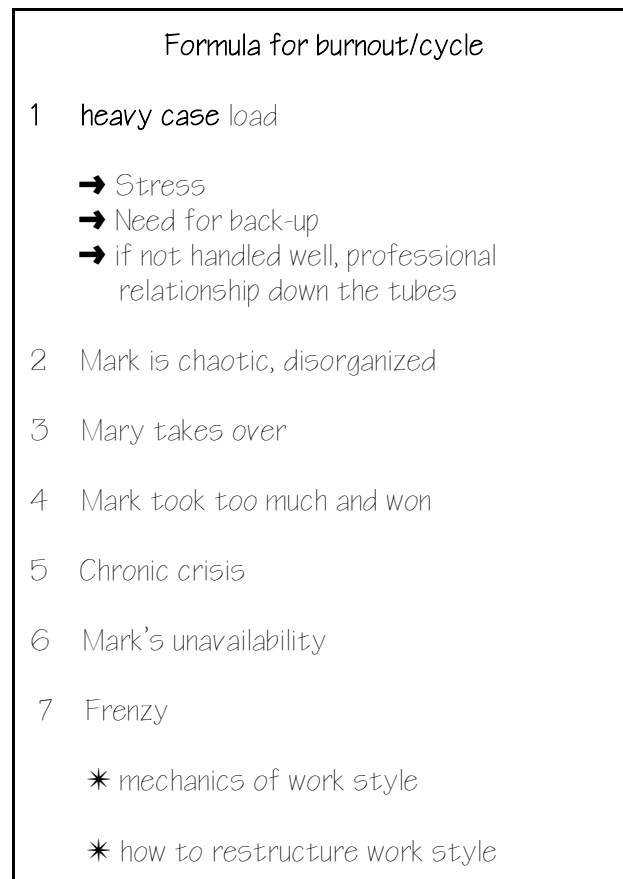 Formula for burnout/cycle
1 heavy case load
➜ Stress
➜ Need for back-up
➜ if not handled well, professional
relationship down the tubes
2 Mark is chaotic, disorganized
3 Mary takes over
4 Mark took too much and won
5 Chronic crisis
6 Mark's unavailability
7 Frenzy
✶ mechanics of work style
✶ how to restructure work style